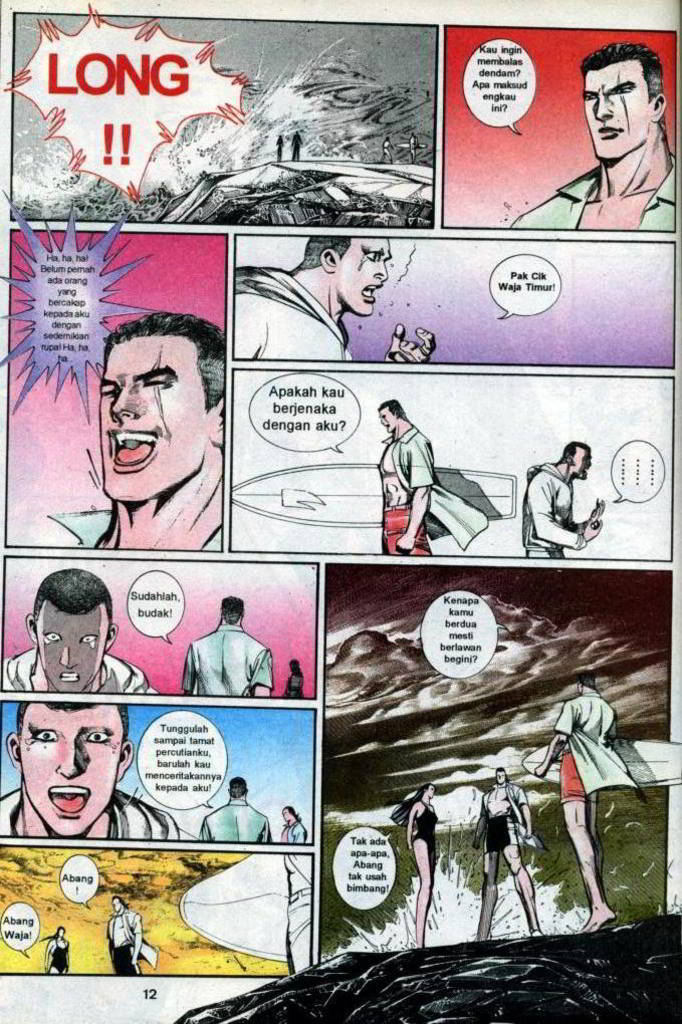 LONG
!!
Kau ingin
membalas
dendam?
Apa maksud
engkau
ini?
Ha, ha, ha!
Belum pernah
ada orang
yang
bercakap
kepada aku
dengan
sedemikian
rupa! Ha, ha,
ha.
Pak Cik
Waja Timur!
Apakah kau
berjenaka
dengan aku?
Sudahlah,
budak!
Tunggulah
sampai tamat
percutianku,
barulah kau
menceritakannya
kepada aku!
Abang
!
Abang
Waja!
Kenapa
kamu
berdua
mesti
berlawan
begini?
Tak ada
apa-apa,
Abang
tak usah
bimbang!
12